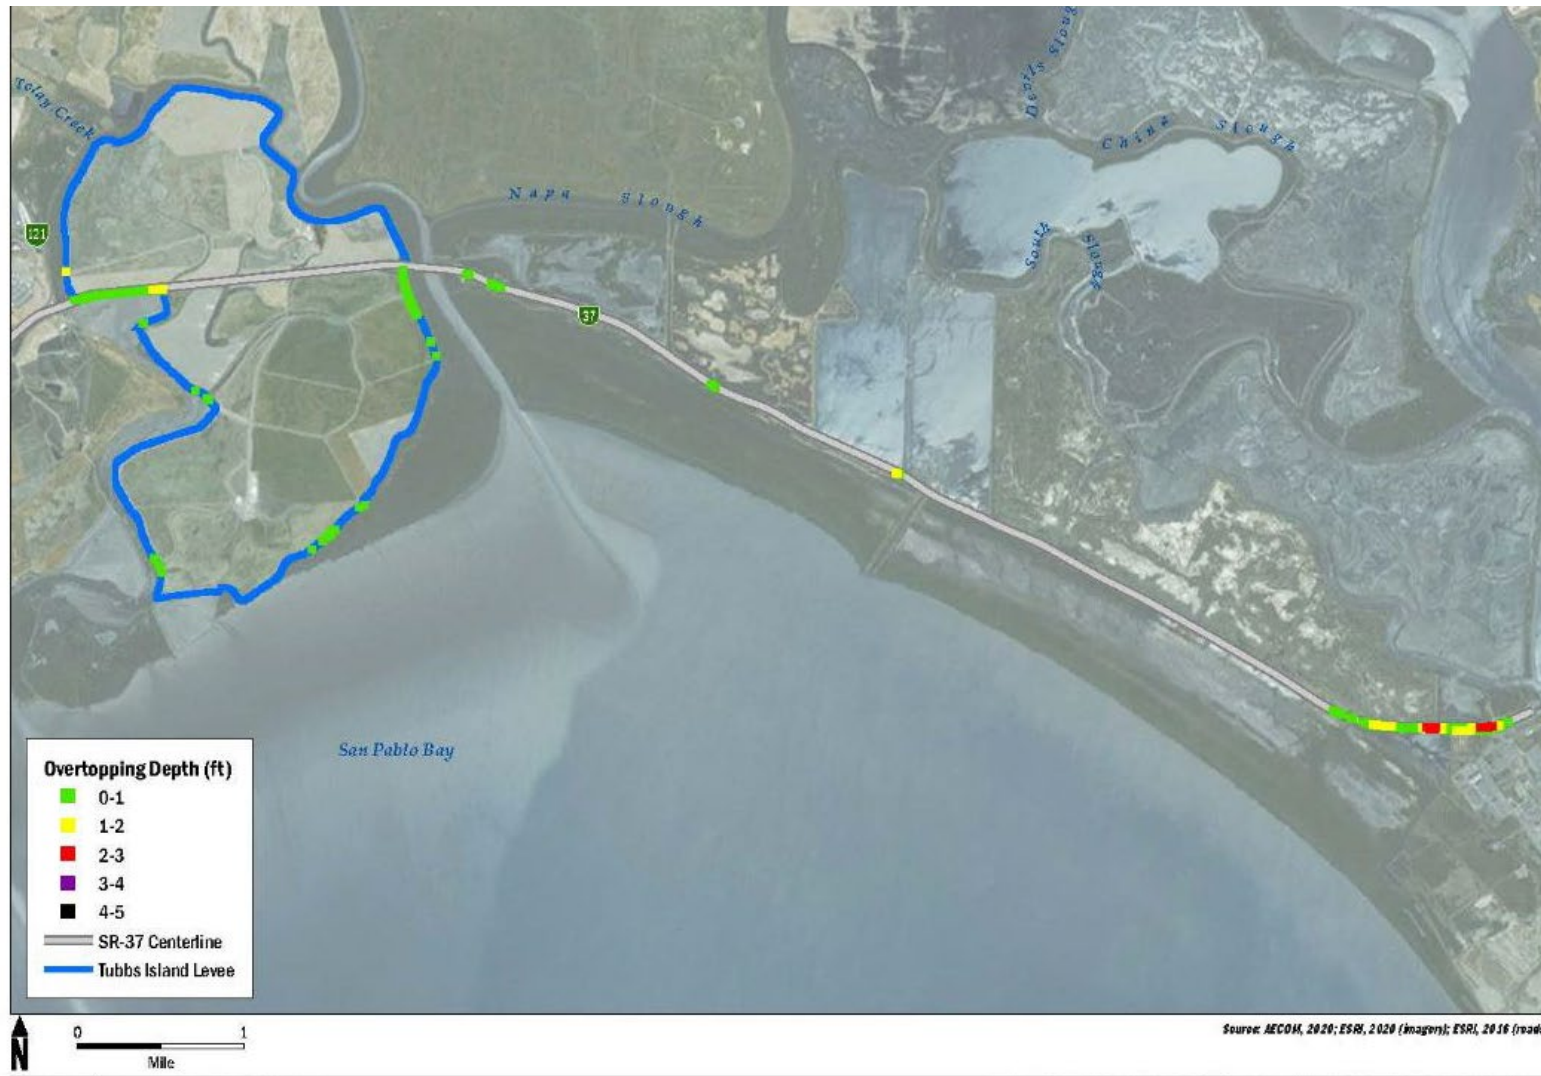 Tolay Creek
Devils Slough
China Slough
Napa Slough
South Slough
121
37
San Pablo Bay
Overtopping Depth (ft)
0-1
1-2
2-3
3-4
4-5
SR-37 Centerline
Tubbs Island Levee
N
0 1
Mile
Source: AECOM, 2020; ESRI, 2020 (imagery); ESRI, 2016 (roads